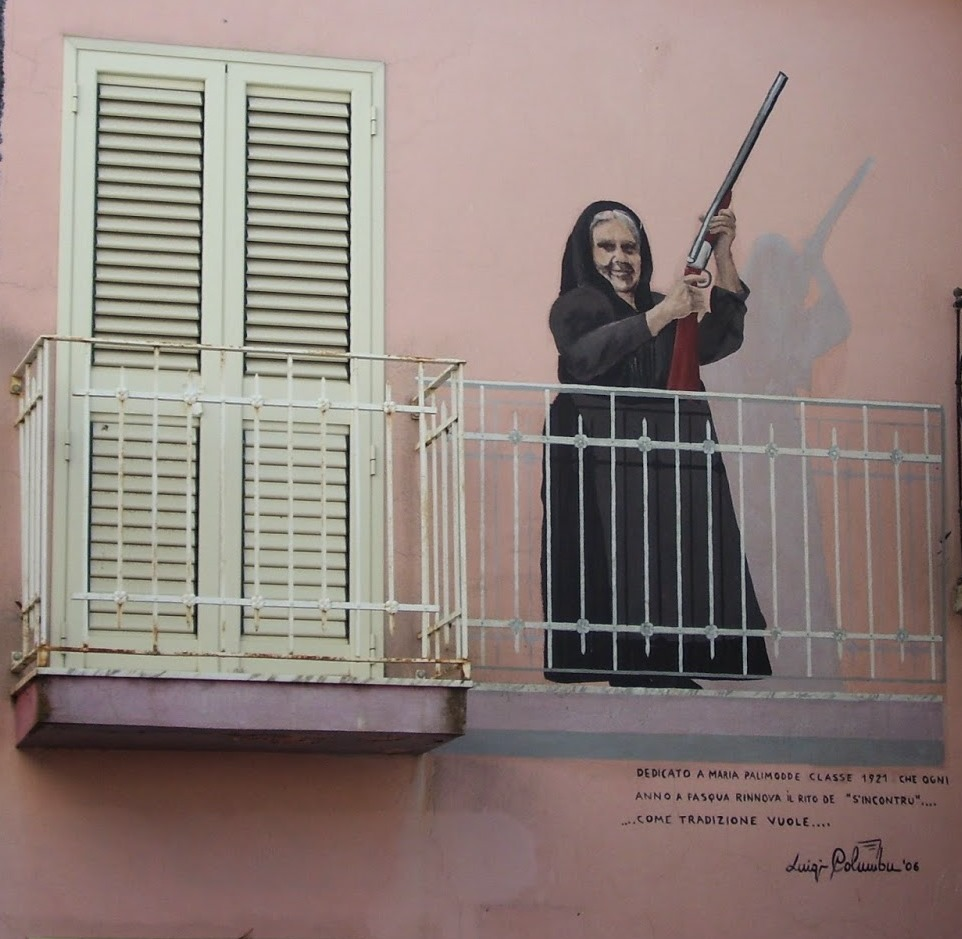 DEDICATO A MARIA PALIMODDE CLASSE 1921 CHE OGNI
ANNO A PASQUA RINNOVA IL RITO DE "S'INCONTRU"....
....COME TRADIZIONE VUOLE....
Luigi Columbu '06